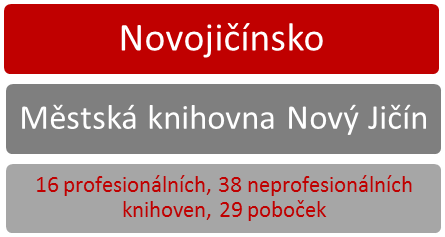 Novojičínsko
Městská knihovna Nový Jičín
16 profesionálních, 38 neprofesionálních
knihoven, 29 poboček